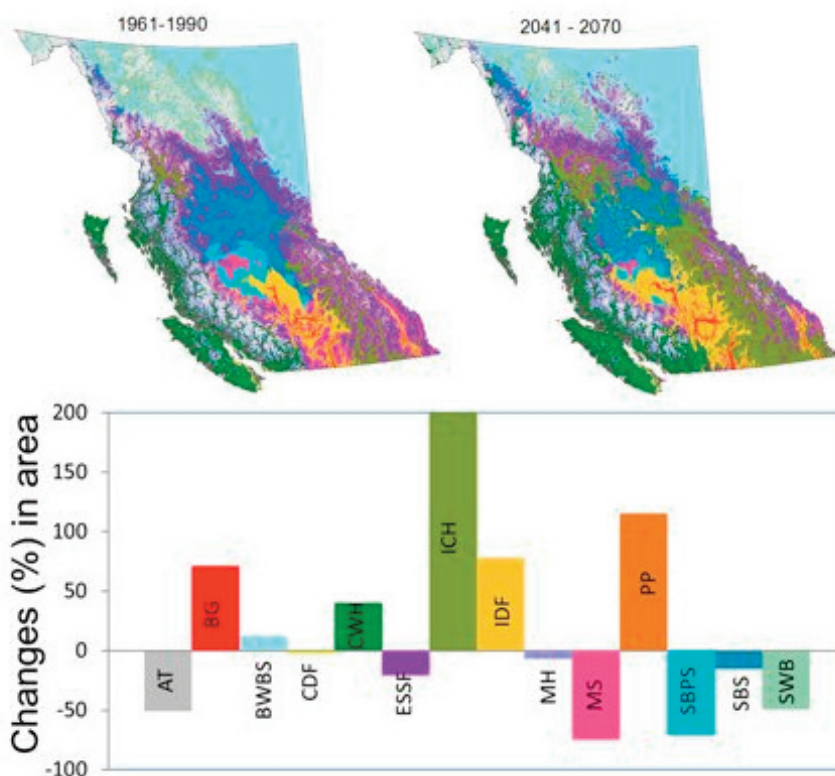 1961-1990
2041 - 2070
Changes (%) in area
200
150
100
50
0
-50
-100
AT
BG
BWBS
CDF
CWH
ESSF
ICH
IDF
MH
MS
PP
SBPS
SBS
SWB